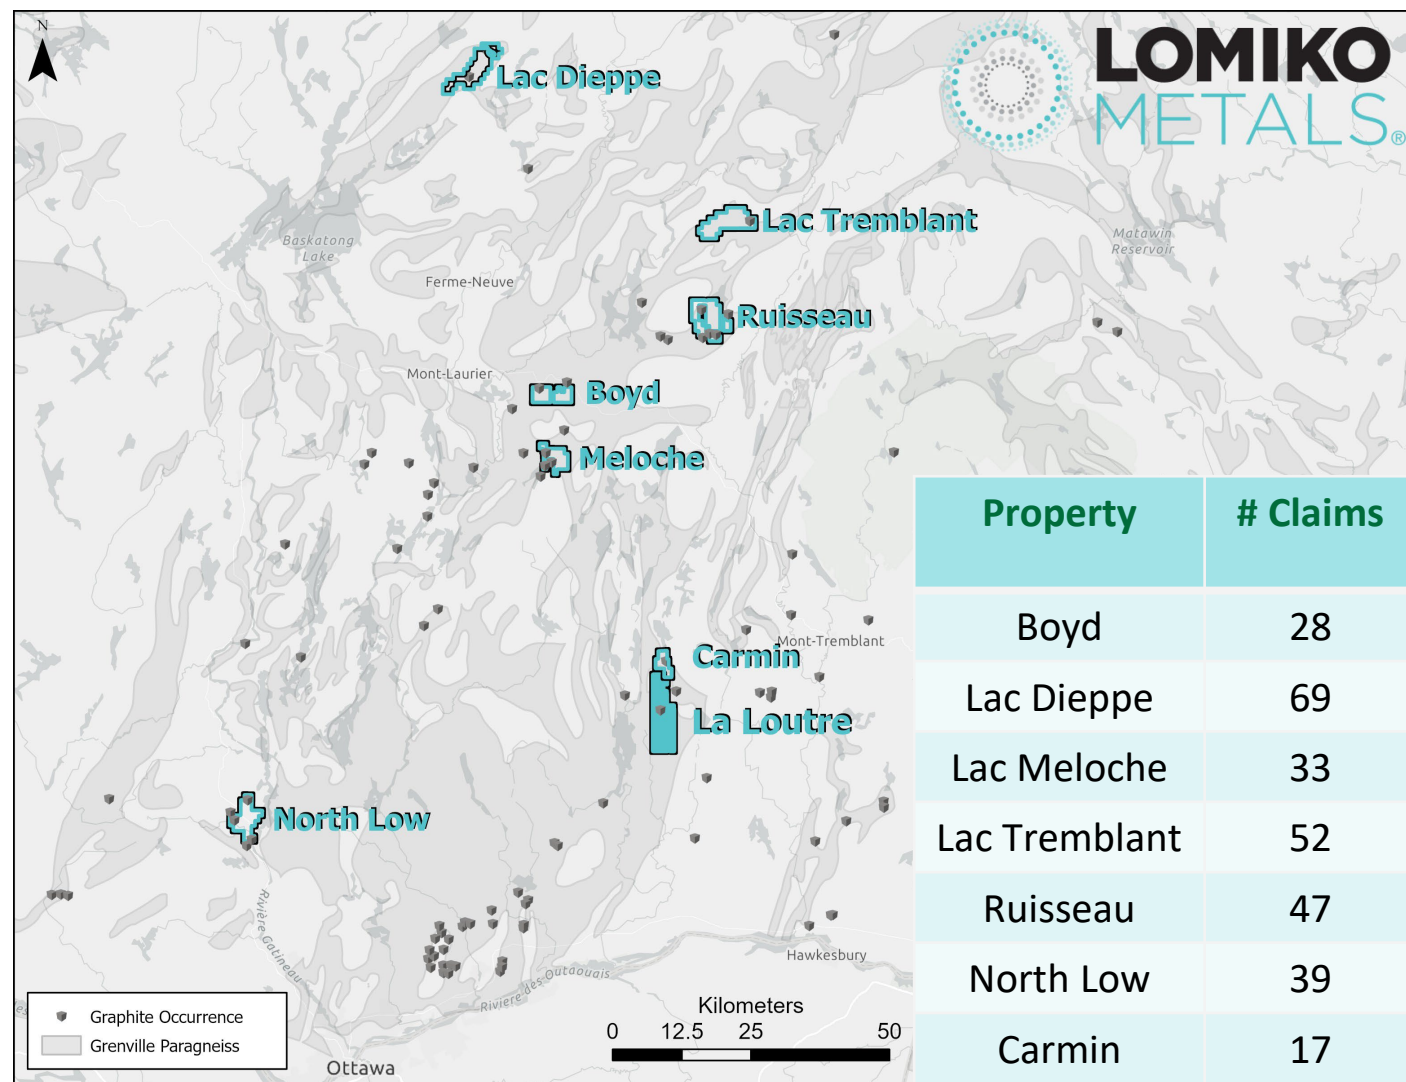 N
LOMIKO
METALS®
Lac Dieppe
Lac Tremblant
Baskatong
Lake
Matawin
Reservoir
Ferme-Neuve
Ruisseau
Mont-Laurier
Boyd
Meloche
Property # Claims
Boyd 28
Lac Dieppe 69
Lac Meloche 33
Lac Tremblant 52
Ruisseau 47
North Low 39
Carmin 17
Mont-Tremblant
Carmin
La Loutre
North Low
Rivière Gatineau
Hawkesbury
Rivière des Outaouais
Graphite Occurrence
Grenville Paragneiss
Kilometers
0 12.5 25 50
Ottawa